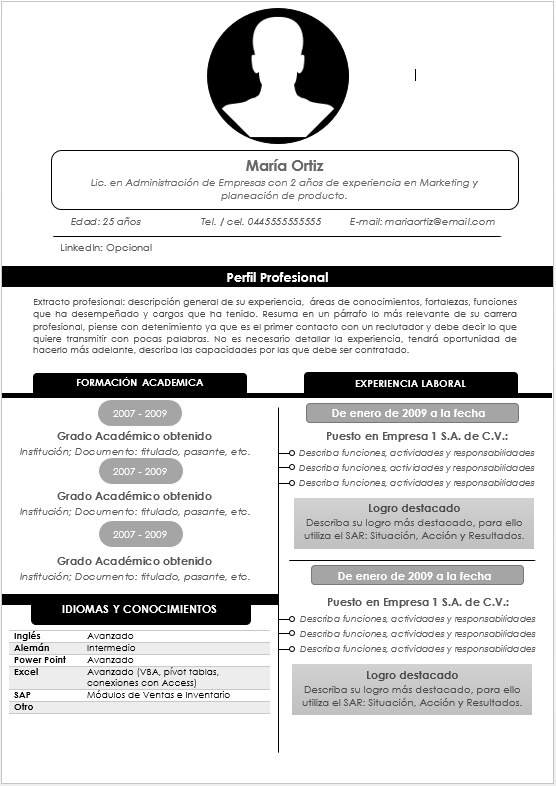 María Ortiz
Lic. en Administración de Empresas con 2 años de experiencia en Marketing y
planeación de producto.
Edad: 25 años Tel. / cel. 0445555555555 E-mail: mariaortiz@email.com
LinkedIn: Opcional
Perfil Profesional
Extracto profesional: descripción general de su experiencia, áreas de conocimientos, fortalezas, funciones
que ha desempeñado y cargos que ha tenido. Resuma en un párrafo lo más relevante de su carrera
profesional, piense con detenimiento ya que es el primer contacto con un reclutador y debe decir lo que
quiere transmitir con pocas palabras. No es necesario detallar la experiencia, tendrá oportunidad de
hacerlo más adelante, describa las capacidades por las que debe ser contratado.
FORMACIÓN ACADEMICA
2007 - 2009
Grado Académico obtenido
Institución; Documento: titulado, pasante, etc.
2007 - 2009
Grado Académico obtenido
Institución; Documento: titulado, pasante, etc.
2007 - 2009
Grado Académico obtenido
Institución; Documento: titulado, pasante, etc.
IDIOMAS Y CONOCIMIENTOS
Inglés Avanzado
Alemán Intermedio
Power Point Avanzado
Excel Avanzado (VBA, pívot tablas,
conexiones con Access)
SAP Módulos de Ventas e Inventario
Otro
EXPERIENCIA LABORAL
De enero de 2009 a la fecha
Puesto en Empresa 1 S.A. de C.V.:
Describa funciones, actividades y responsabilidades
Describa funciones, actividades y responsabilidades
Describa funciones, actividades y responsabilidades
Logro destacado
Describa su logro más destacado, para ello
utiliza el SAR: Situación, Acción y Resultados.
De enero de 2009 a la fecha
Puesto en Empresa 1 S.A. de C.V.:
Describa funciones, actividades y responsabilidades
Describa funciones, actividades y responsabilidades
Describa funciones, actividades y responsabilidades
Logro destacado
Describa su logro más destacado, para ello
utiliza el SAR: Situación, Acción y Resultados.